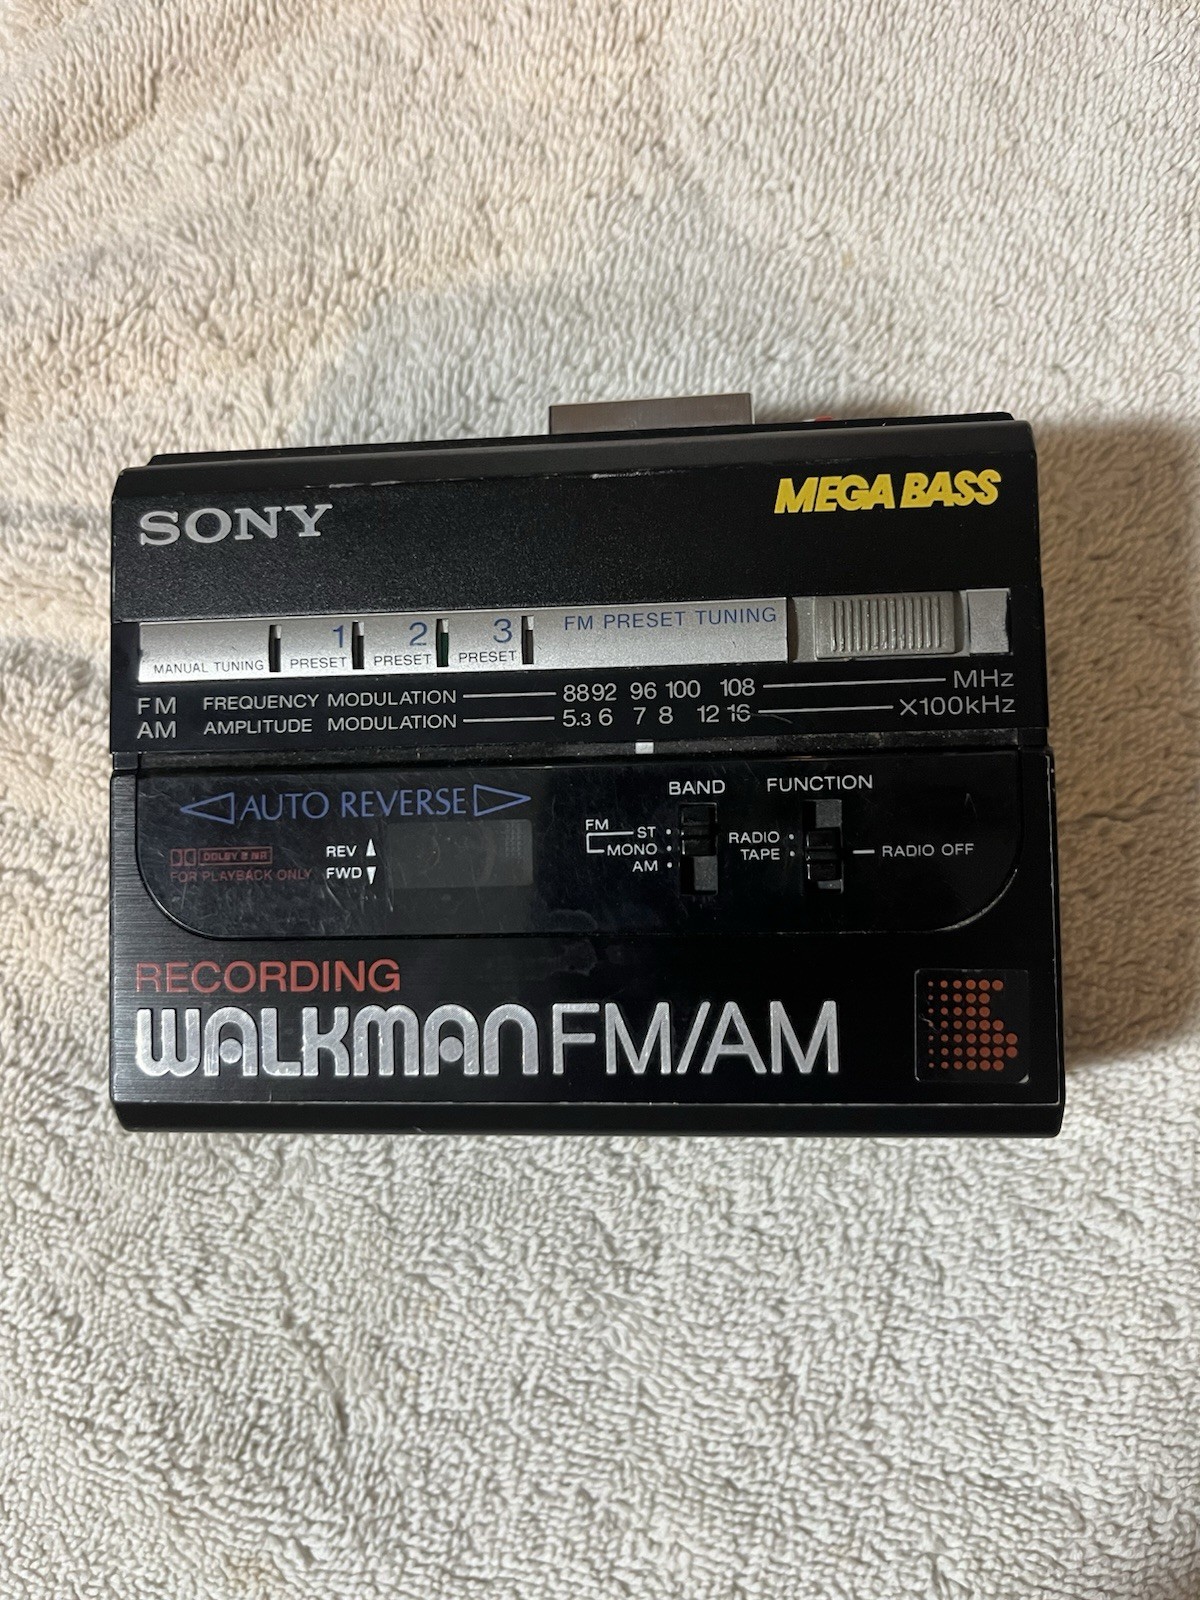 SONY
MEGA BASS
MANUAL TUNING
1 PRESET
2 PRESET
3 PRESET
FM PRESET TUNING
FM FREQUENCY MODULATION 88 92 96 100 108 MHz
AM AMPLITUDE MODULATION 5.3 6 7 8 12 16 X100kHz
AUTO REVERSE
DOLBY B NR
FOR PLAYBACK ONLY
REV
FWD
BAND
FM
ST
MONO
AM
FUNCTION
RADIO
TAPE
RADIO OFF
RECORDING
WALKMAN FM/AM